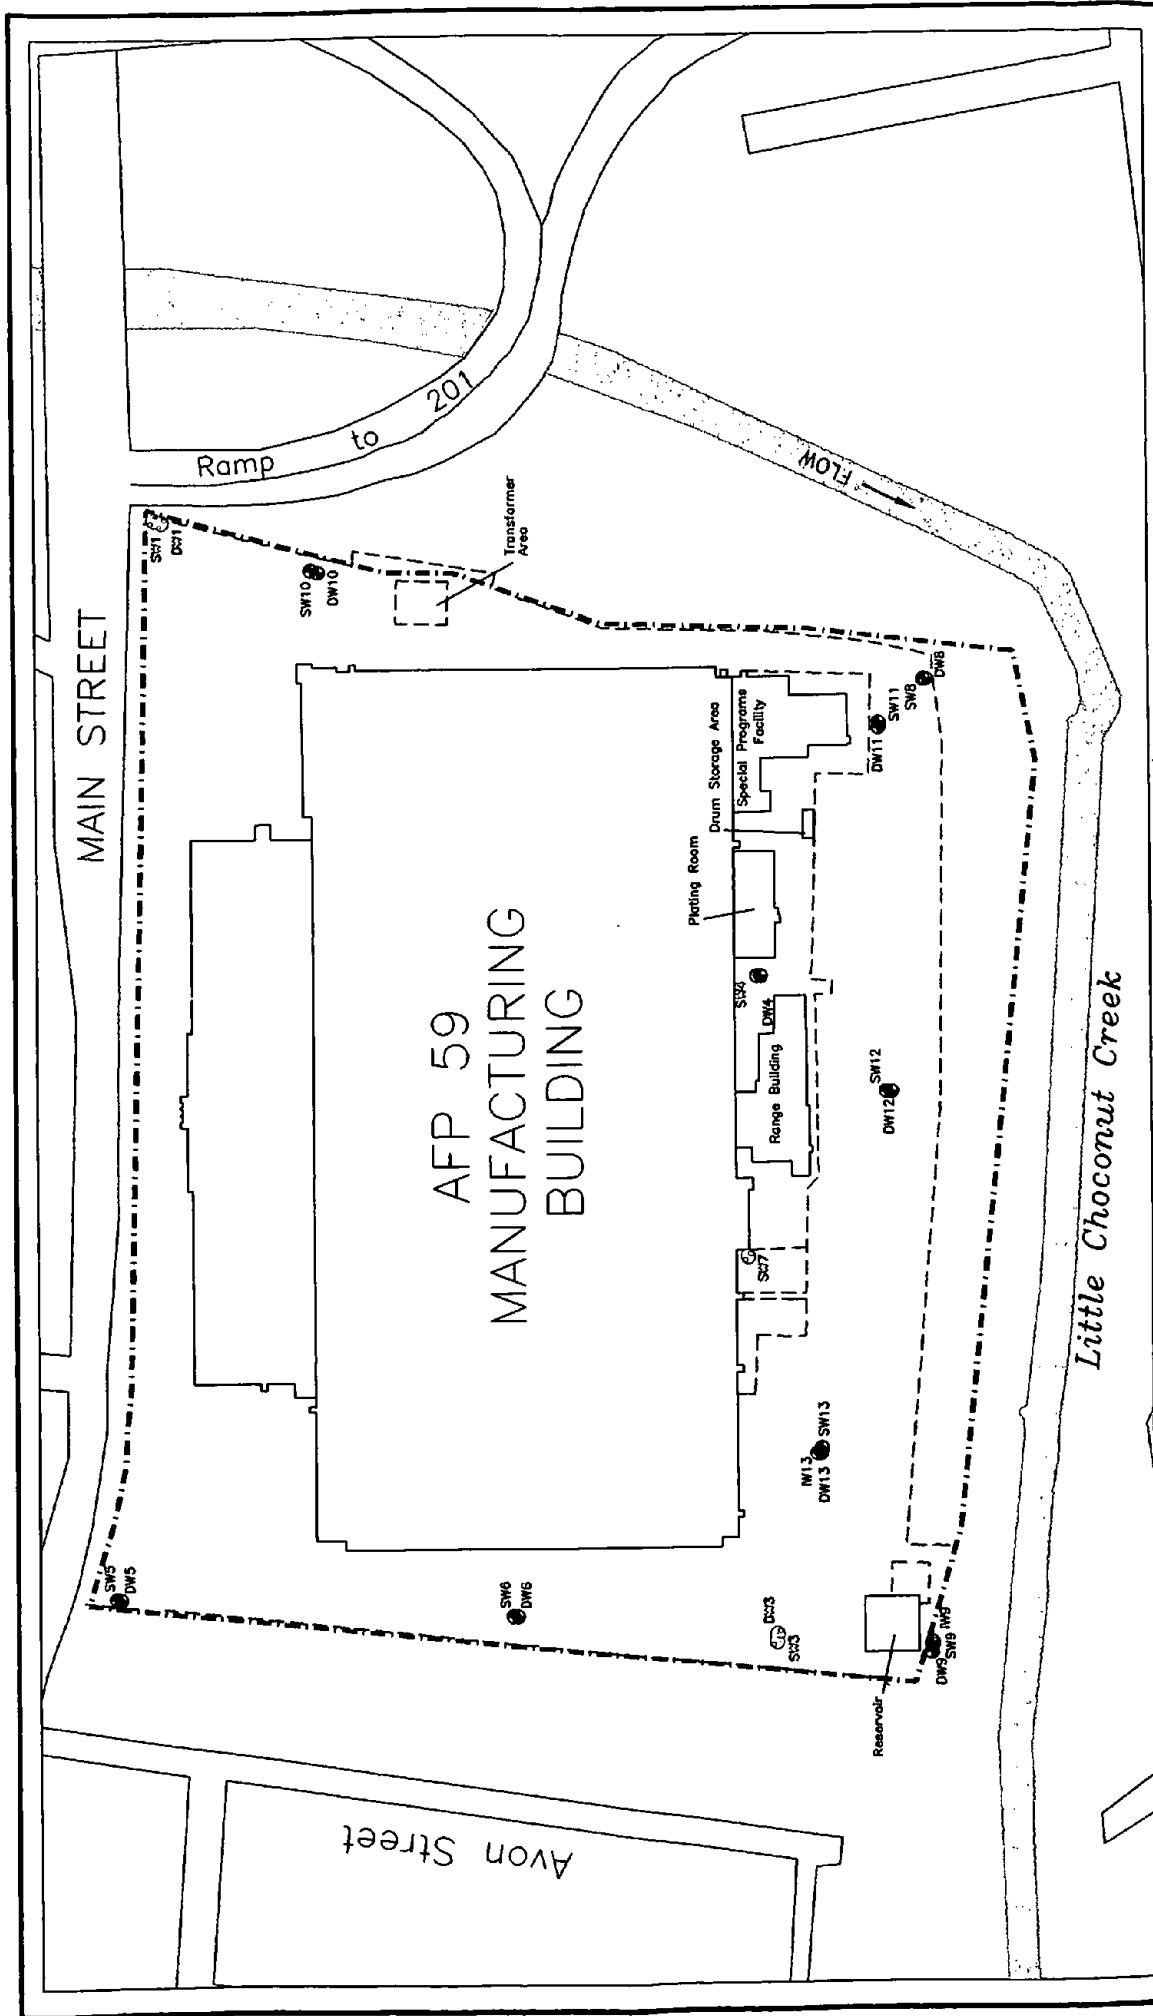 MAIN STREET
Ramp
to
201
SW1
DW1
SW10
DW10
Transformer
Area
FLOW
AFP 59
MANUFACTURING
BUILDING
Drum Storage Area
Special Programs
Facility
Plating Room
SW4
DW4
Range Building
SW7
DW11
SW11
SW8
DW8
SW12
DW12
IW13
DW13
SW13
SW5
DW5
SW6
DW6
DW3
SW3
Reservoir
DW9
SW9
IW9
Little Choconut Creek
Avon Street